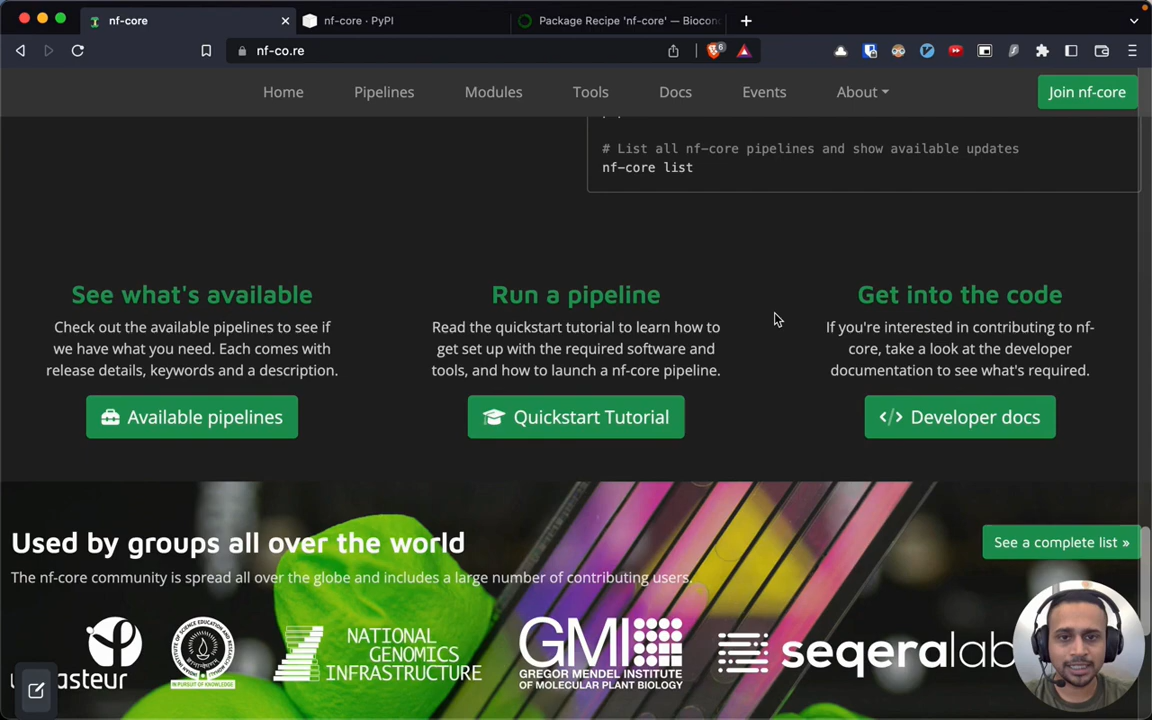 nf-core
nf-core · PyPI
Package Recipe 'nf-core' — Biocon
nf-co.re
6
Home
Pipelines
Modules
Tools
Docs
Events
About
Join nf-core
# List all nf-core pipelines and show available updates
nf-core list
See what's available
Check out the available pipelines to see if
we have what you need. Each comes with
release details, keywords and a description.
Available pipelines
Run a pipeline
Read the quickstart tutorial to learn how to
get set up with the required software and
tools, and how to launch a nf-core pipeline.
Quickstart Tutorial
Get into the code
If you're interested in contributing to nf-
core, take a look at the developer
documentation to see what's required.
Developer docs
Used by groups all over the world
The nf-core community is spread all over the globe and includes a large number of contributing users.
See a complete list »
asteur
IN PURSUIT OF KNOWLEDGE
NATIONAL
GENOMICS
INFRASTRUCTURE
GMI
GREGOR MENDEL INSTITUTE
OF MOLECULAR PLANT BIOLOGY
seqeralab